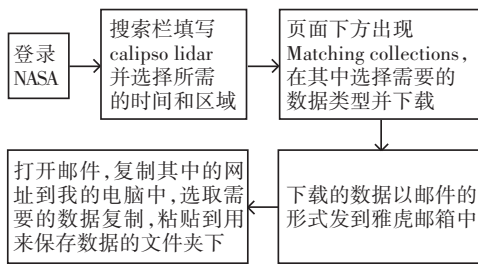 登录
NASA
搜索栏填写
calipso lidar
并选择所需
的时间和区域
页面下方出现
Matching collections，
在其中选择需要的
数据类型并下载
下载的数据以邮件的
形式发到雅虎邮箱中
打开邮件，复制其中的网
址到我的电脑中，选取需
要的数据复制，粘贴到用
来保存数据的文件夹下